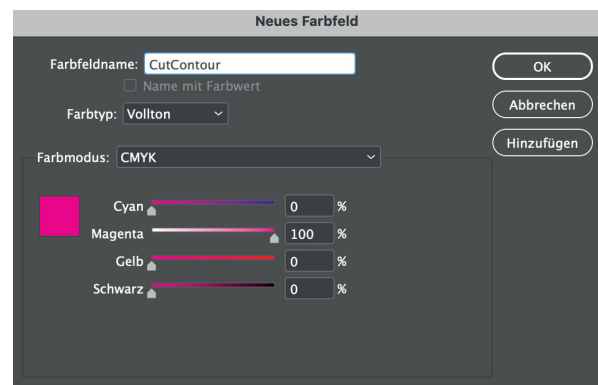 Neues Farbfeld
Farbfeldname: CutContour
Name mit Farbwert
Farbtyp: Vollton
Farbmodus: CMYK
Cyan 0 %
Magenta 100 %
Gelb 0 %
Schwarz 0 %
OK
Abbrechen
Hinzufügen